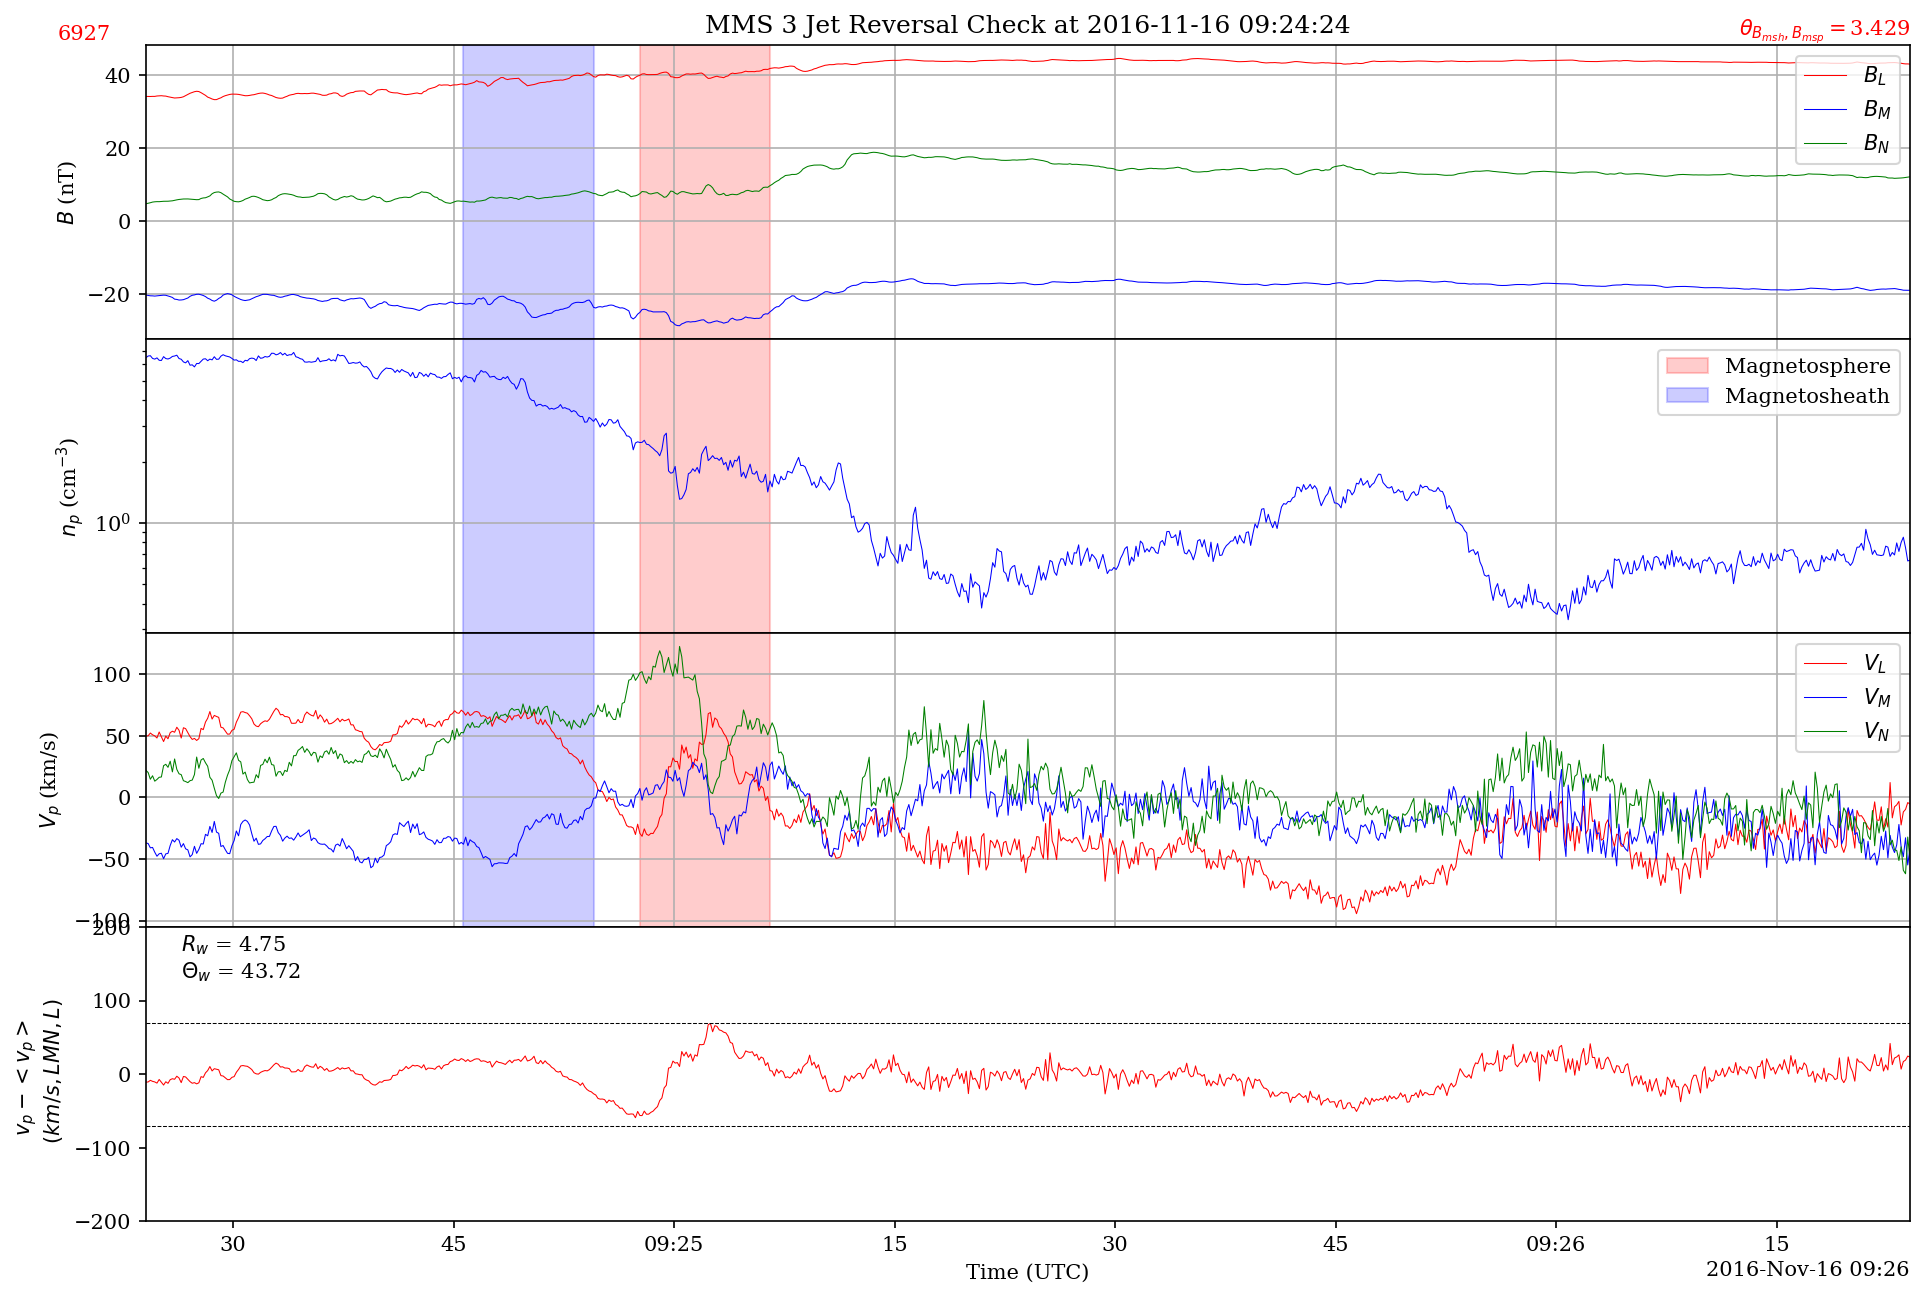 6927
MMS 3 Jet Reversal Check at 2016-11-16 09:24:24
θ_{B_{msh}, B_{msp}} = 3.429
40
20
0
−20
B (nT)
B_L
B_M
B_N
10^0
n_p (cm^{−3})
Magnetosphere
Magnetosheath
100
50
0
−50
−100
V_p (km/s)
V_L
V_M
V_N
200
100
0
−100
−200
v_p − < v_p >
(km/s, LMN, L)
R_w = 4.75
Θ_w = 43.72
30
45
09:25
15
30
45
09:26
15
Time (UTC)
2016-Nov-16 09:26